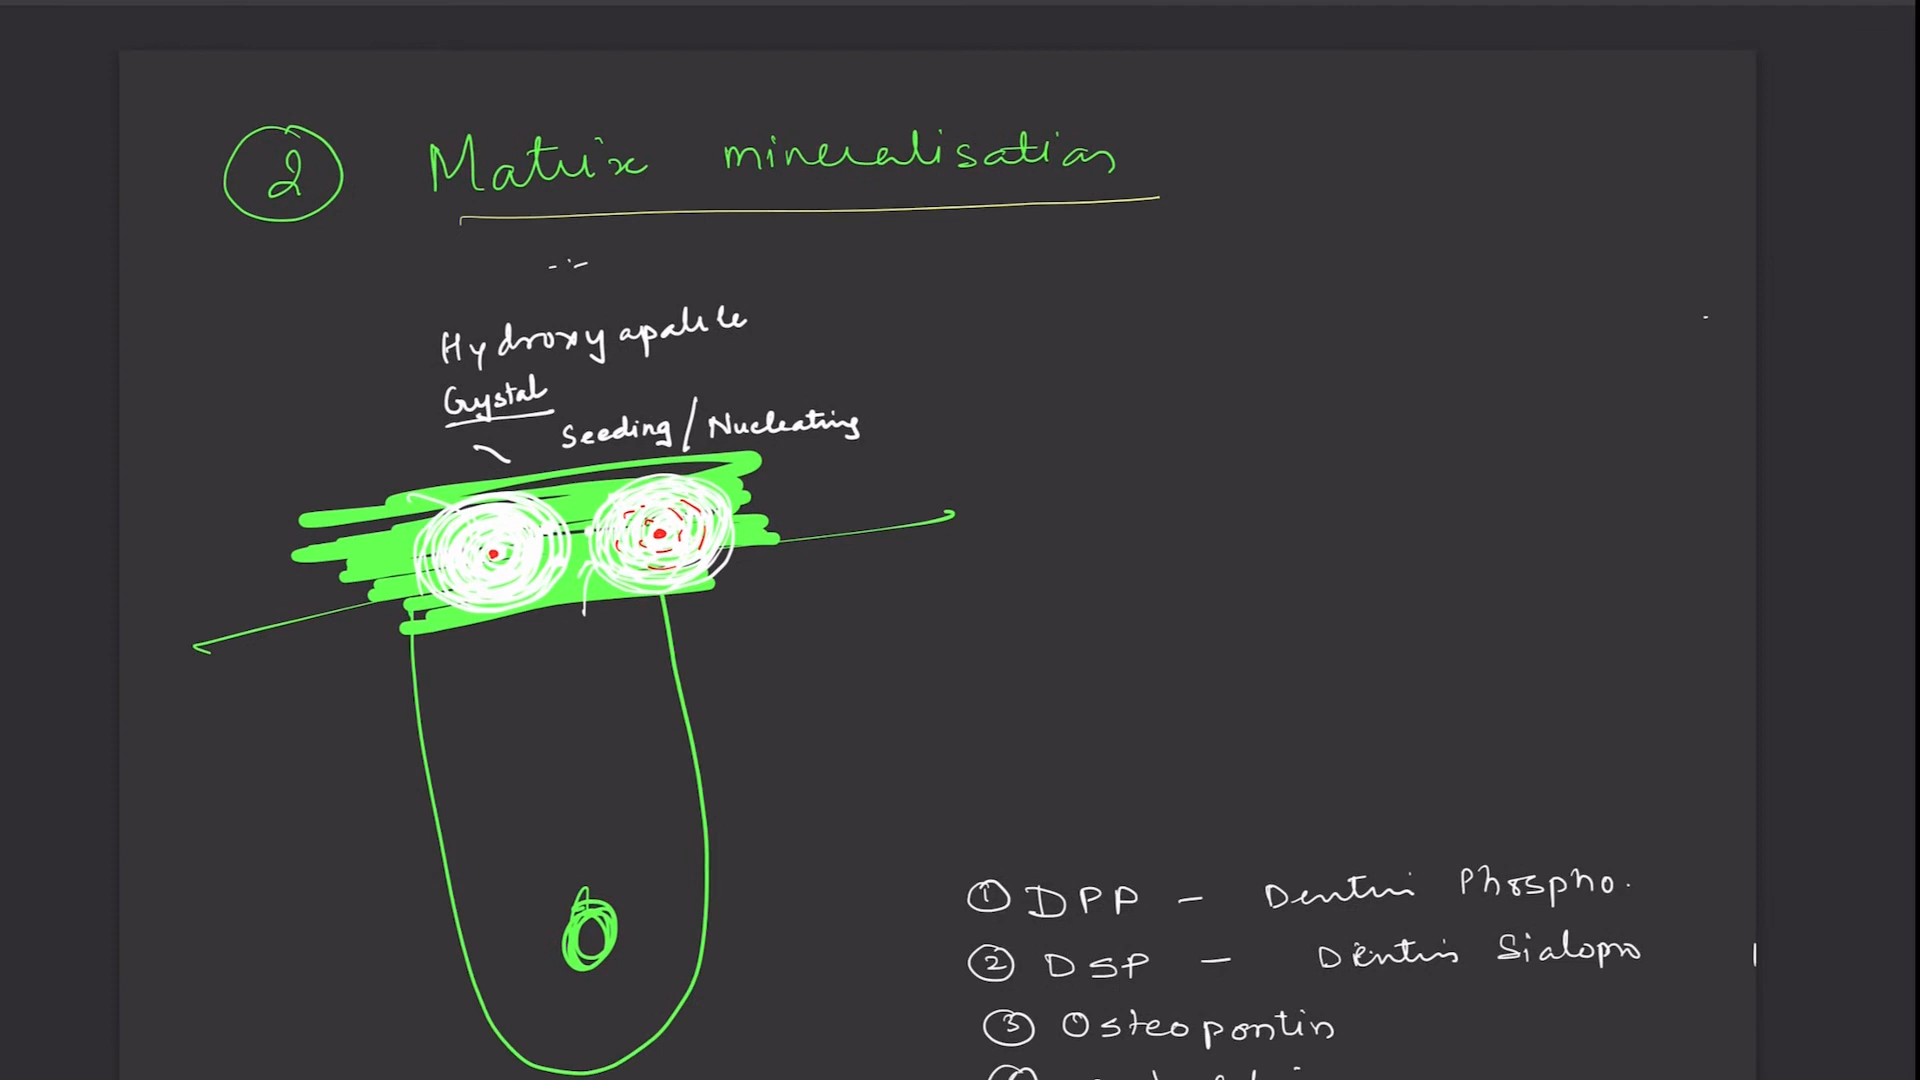 2 Matrix mineralisation
Hydroxyapatite
Crystal
Seeding / Nucleating
1 DPP - Dentin Phospho.
2 DSP - Dentin Sialopro
3 Osteopontin